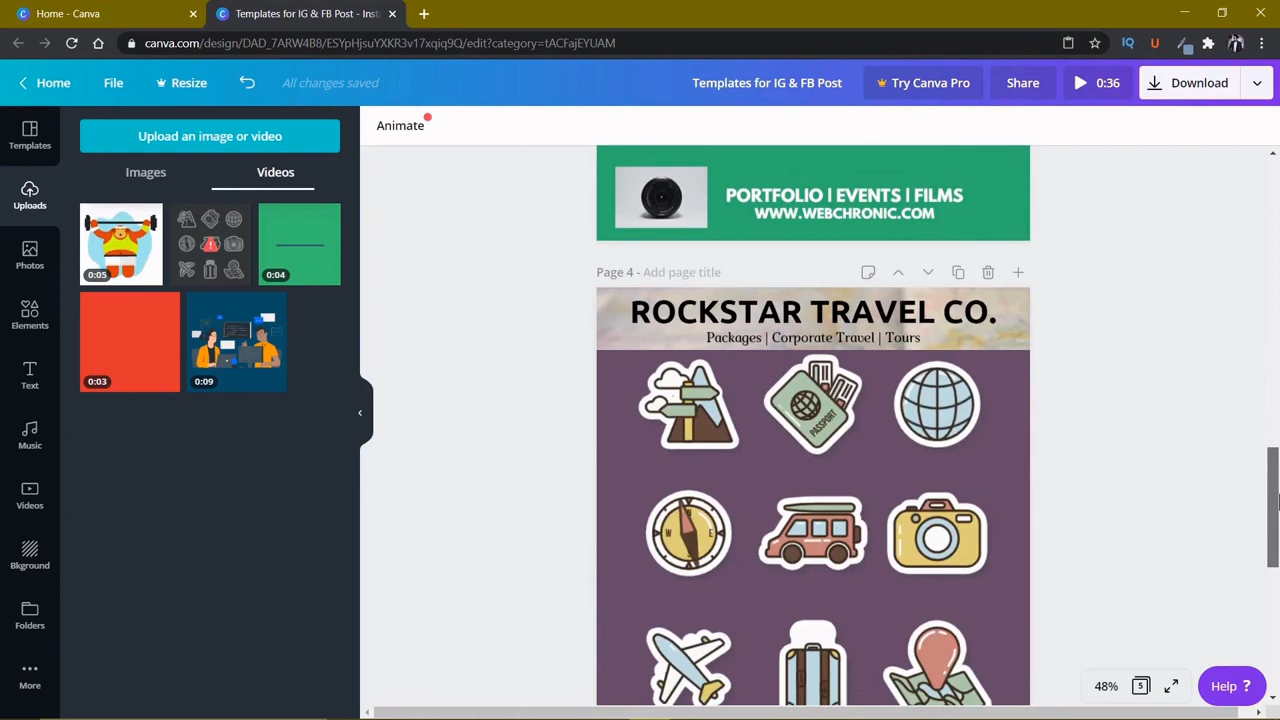 Home - Canva
Templates for IG & FB Post - Inst
canva.com/design/DAD_7ARW4B8/ESYpHjsuYXKR3v17xqiq9Q/edit?category=tACFajEYUAM
Home
File
Resize
All changes saved
Templates for IG & FB Post
Try Canva Pro
Share
0:36
Download
Templates
Uploads
Photos
Elements
Text
Music
Videos
Bkground
Folders
More
Upload an image or video
Images
Videos
0:05
0:04
0:03
0:09
Animate
PORTFOLIO | EVENTS | FILMS
WWW.WEBCHRONIC.COM
Page 4 - Add page title
ROCKSTAR TRAVEL CO.
Packages | Corporate Travel | Tours
PASSPORT
N
W E
S
48%
5
Help ?